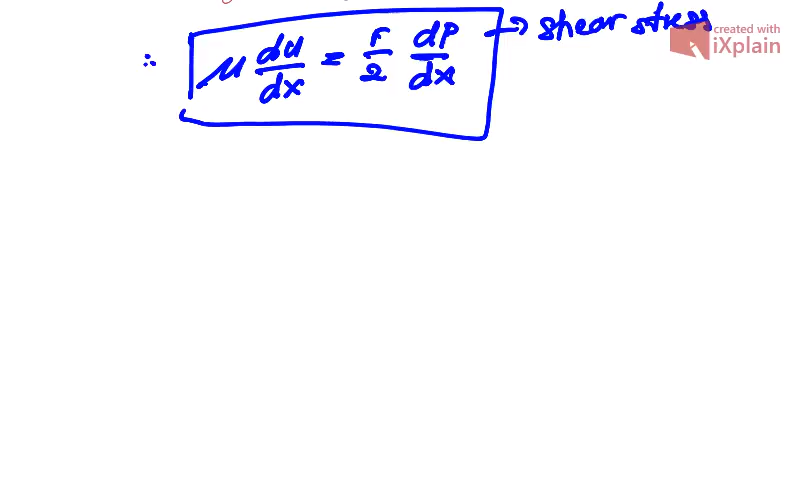 ∴ μ du/dx = r/2 dP/dx → shear stress
created with
iXplain